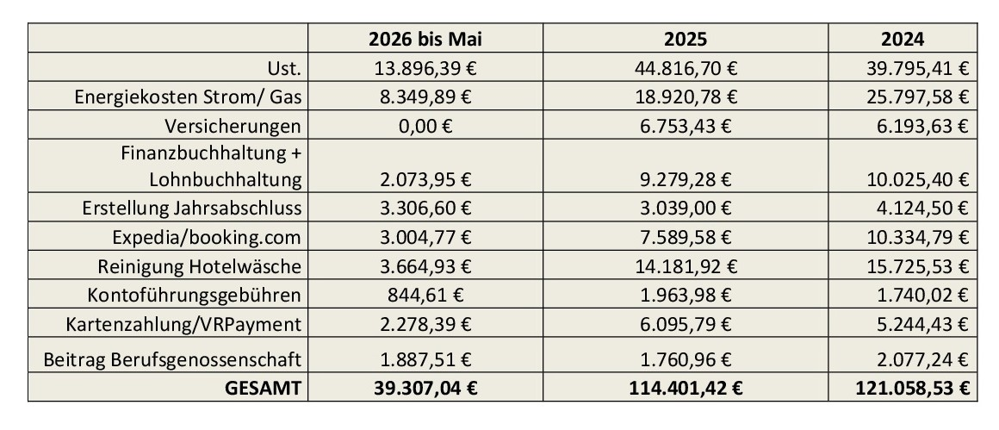 2026 bis Mai 2025 2024
Ust. 13.896,39 € 44.816,70 € 39.795,41 €
Energiekosten Strom/ Gas 8.349,89 € 18.920,78 € 25.797,58 €
Versicherungen 0,00 € 6.753,43 € 6.193,63 €
Finanzbuchhaltung +
Lohnbuchhaltung 2.073,95 € 9.279,28 € 10.025,40 €
Erstellung Jahrsabschluss 3.306,60 € 3.039,00 € 4.124,50 €
Expedia/booking.com 3.004,77 € 7.589,58 € 10.334,79 €
Reinigung Hotelwäsche 3.664,93 € 14.181,92 € 15.725,53 €
Kontoführungsgebühren 844,61 € 1.963,98 € 1.740,02 €
Kartenzahlung/VRPayment 2.278,39 € 6.095,79 € 5.244,43 €
Beitrag Berufsgenossenschaft 1.887,51 € 1.760,96 € 2.077,24 €
GESAMT 39.307,04 € 114.401,42 € 121.058,53 €